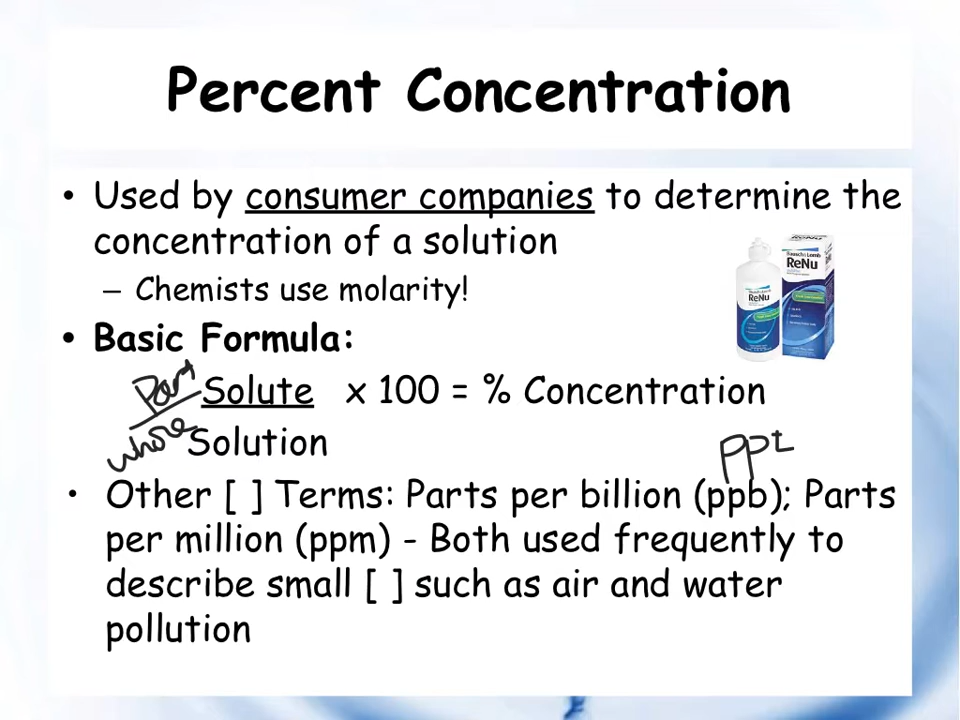 Percent Concentration
• Used by consumer companies to determine the
concentration of a solution
– Chemists use molarity!
• Basic Formula:
Part
Solute x 100 = % Concentration
whole
Solution
ppt
• Other [ ] Terms: Parts per billion (ppb); Parts
per million (ppm) - Both used frequently to
describe small [ ] such as air and water
pollution
Bausch & Lomb
ReNu
ReNu